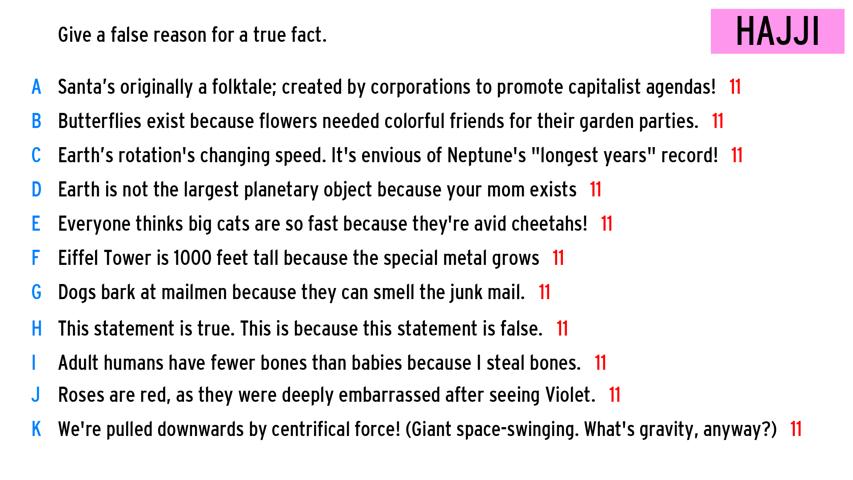 Give a false reason for a true fact.
HAJJI
A Santa's originally a folktale; created by corporations to promote capitalist agendas! 11
B Butterflies exist because flowers needed colorful friends for their garden parties. 11
C Earth's rotation's changing speed. It's envious of Neptune's "longest years" record! 11
D Earth is not the largest planetary object because your mom exists 11
E Everyone thinks big cats are so fast because they're avid cheetahs! 11
F Eiffel Tower is 1000 feet tall because the special metal grows 11
G Dogs bark at mailmen because they can smell the junk mail. 11
H This statement is true. This is because this statement is false. 11
I Adult humans have fewer bones than babies because I steal bones. 11
J Roses are red, as they were deeply embarrassed after seeing Violet. 11
K We're pulled downwards by centrifical force! (Giant space-swinging. What's gravity, anyway?) 11